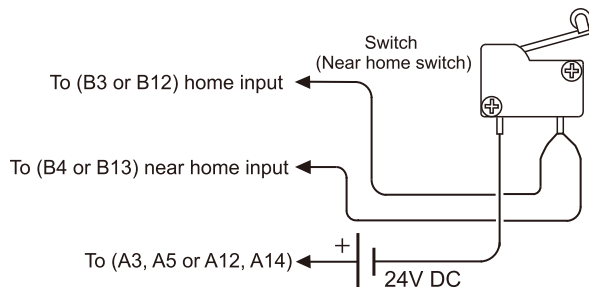 Switch
(Near home switch)
To (B3 or B12) home input
To (B4 or B13) near home input
To (A3, A5 or A12, A14)
+
24V DC